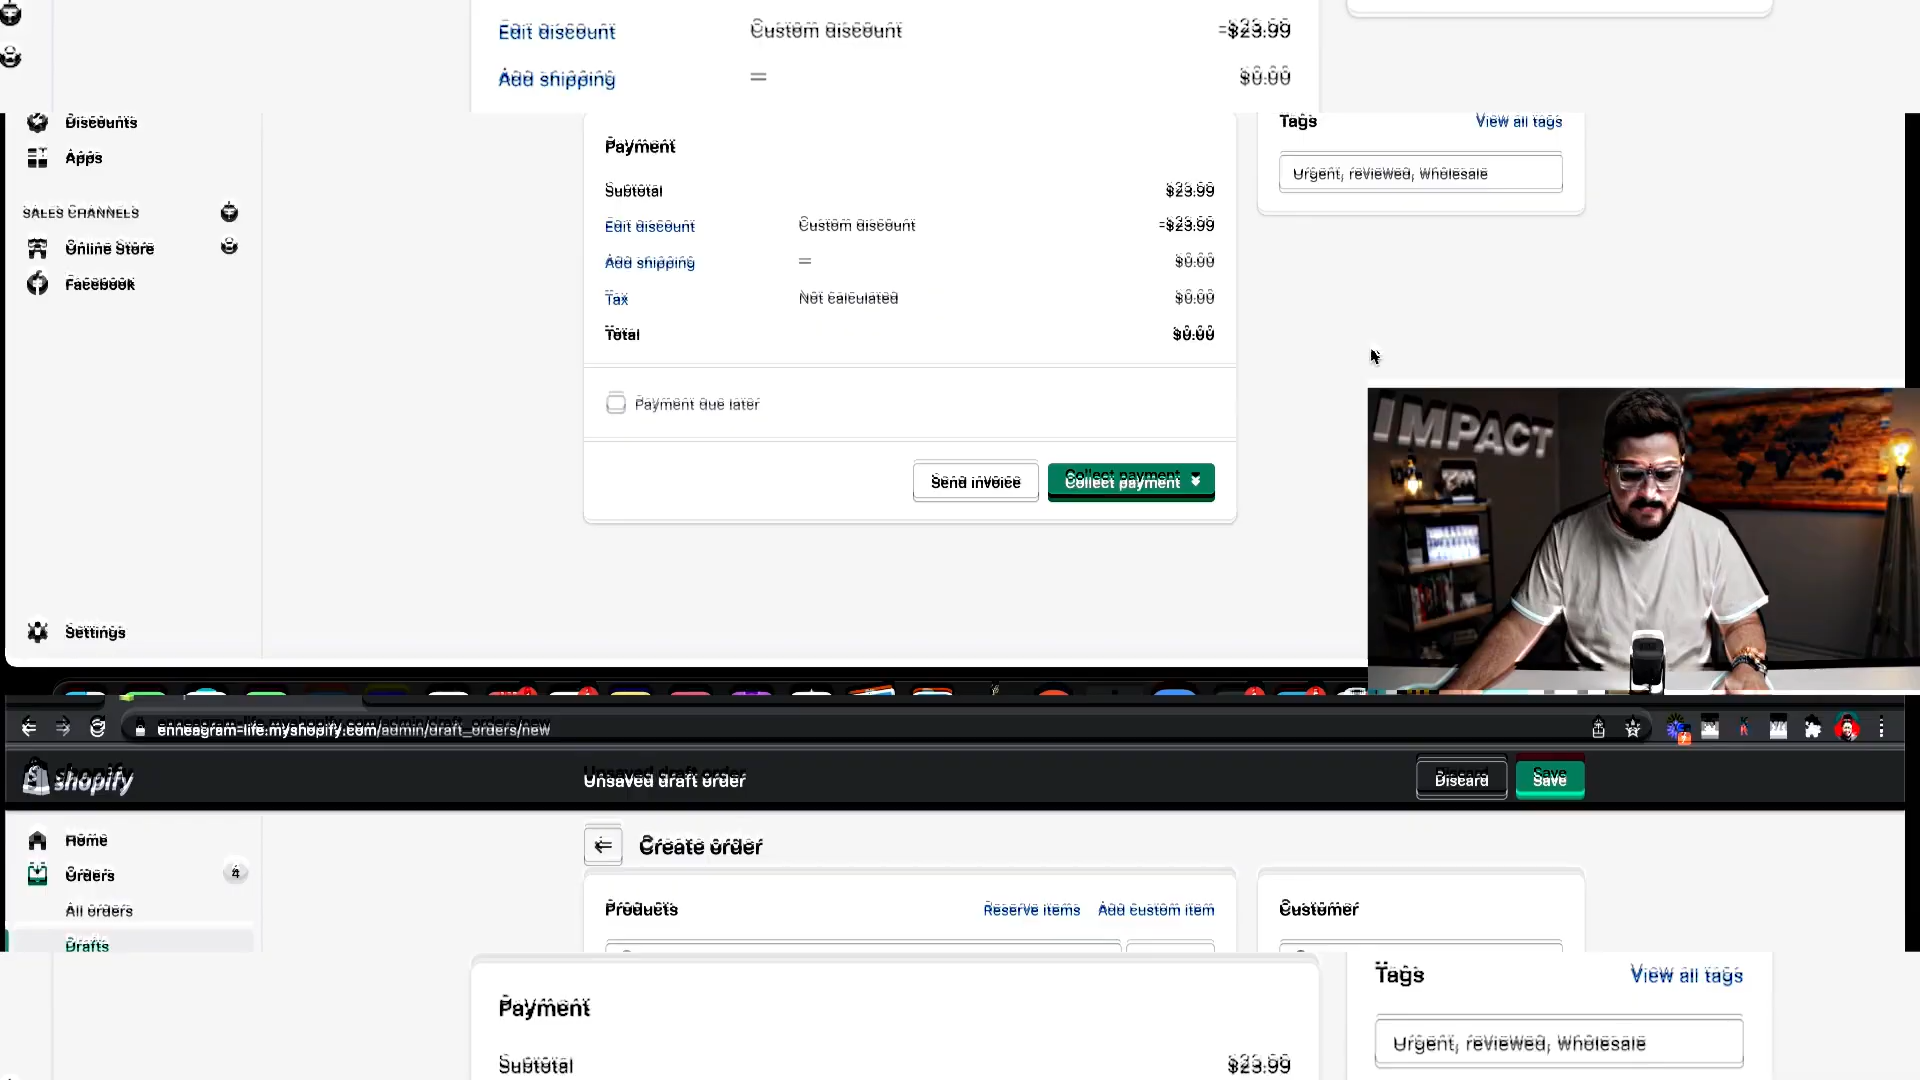 Edit discount Custom discount -$23.99
Add shipping — $0.00
Discounts
Apps
SALES CHANNELS
Online Store
Facebook
Settings
Payment
Subtotal $23.99
Edit discount Custom discount -$23.99
Add shipping — $0.00
Tax Not calculated $0.00
Total $0.00
Payment due later
Send invoice Collect payment
Tags View all tags
Urgent, reviewed, wholesale
IMPACT
enneagram-life.myshopify.com/admin/draft_orders/new
shopify Unsaved draft order Discard Save
Home
Orders 4
All orders
Drafts
Create order
Products Reserve items Add custom item
Customer
Payment
Subtotal $23.99
Tags View all tags
Urgent, reviewed, wholesale